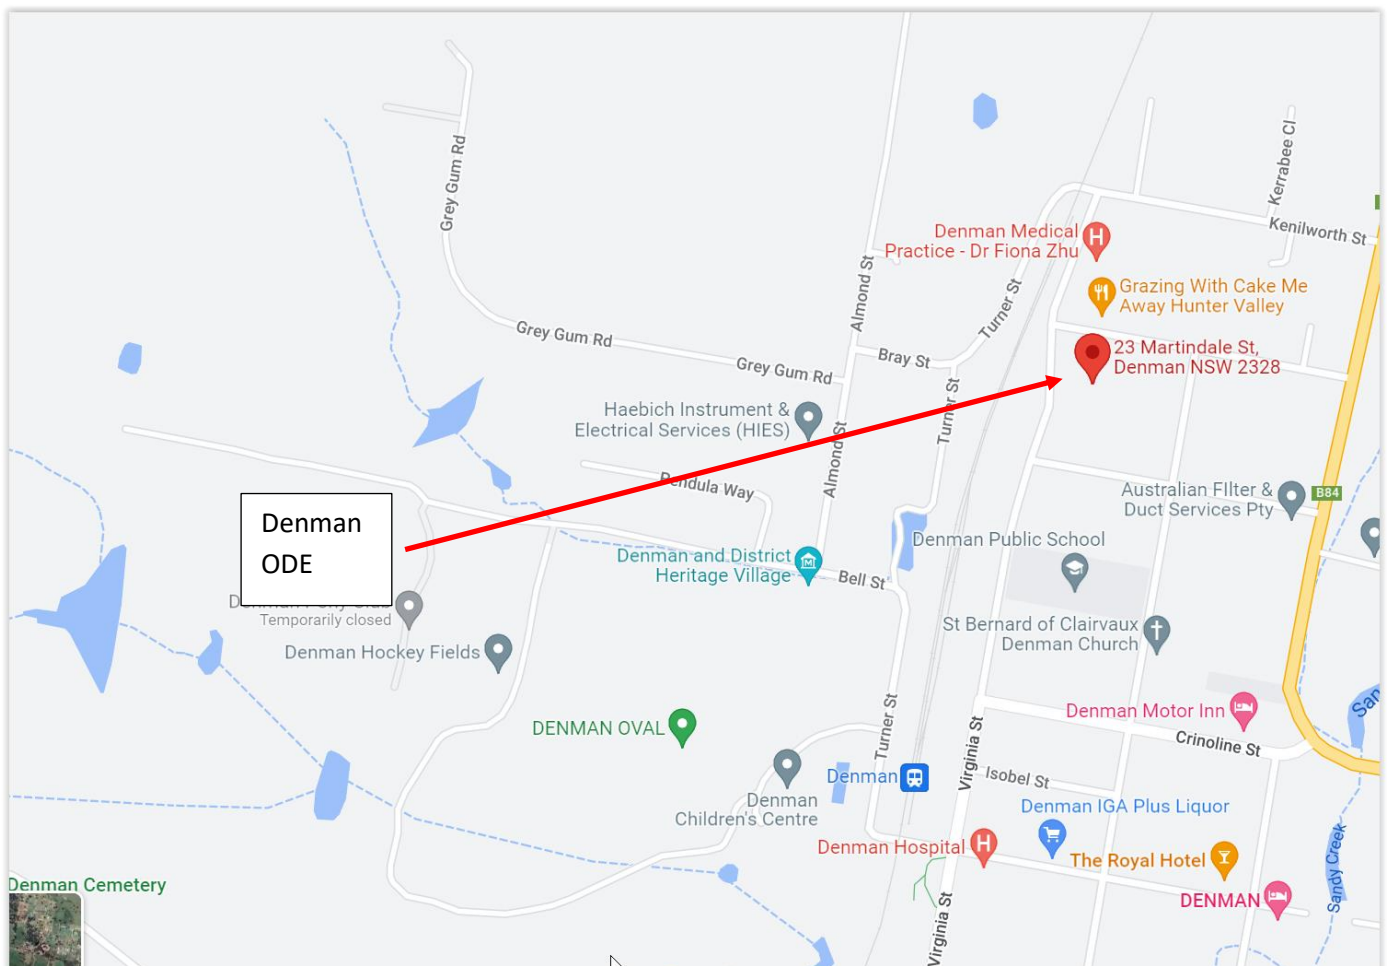 Grey Gum Rd
Kerrabee Cl
Kenilworth St
Denman Medical
Practice - Dr Fiona Zhu
H
Grazing With Cake Me
Away Hunter Valley
Almond St
Turner St
Grey Gum Rd
Bray St
23 Martindale St,
Denman NSW 2328
Grey Gum Rd
Turner St
Haebich Instrument &
Electrical Services (HIES)
Almond St
Pendula Way
Australian FIlter &
Duct Services Pty
B84
Denman
ODE
Denman Public School
Denman and District
Heritage Village
M
Bell St
Temporarily closed
St Bernard of Clairvaux
Denman Church
Denman Hockey Fields
Denman Motor Inn
DENMAN OVAL
Turner St
Virginia St
Crinoline St
Isobel St
Denman
Denman
Children's Centre
Denman IGA Plus Liquor
Denman Hospital
H
The Royal Hotel
Sandy Creek
Denman Cemetery
DENMAN
Virginia St